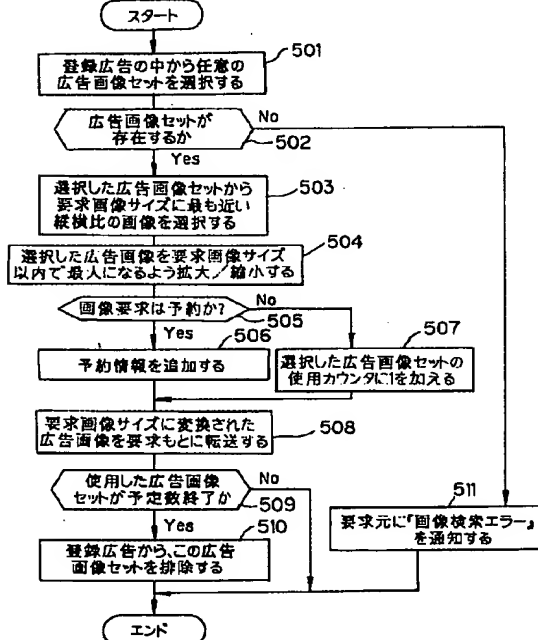 スタート
501
登録広告の中から任意の
広告画像セットを選択する
広告画像セットが
存在するか
No
502
Yes
503
選択した広告画像セットから
要求画像サイズに最も近い
縦横比の画像を選択する
504
選択した広告画像を要求画像サイズ
以内で最大になるよう拡大/縮小する
画像要求は予約か?
No
505
Yes
506
507
予約情報を追加する
選択した広告画像セットの
使用カウンタに1を加える
要求画像サイズに変換された
広告画像を要求もとに転送する
508
使用した広告画像
セットが予定数終了か
No
509
Yes
510
511
登録広告から、この広告
画像セットを排除する
要求元に『画像検索エラー』
を通知する
エンド